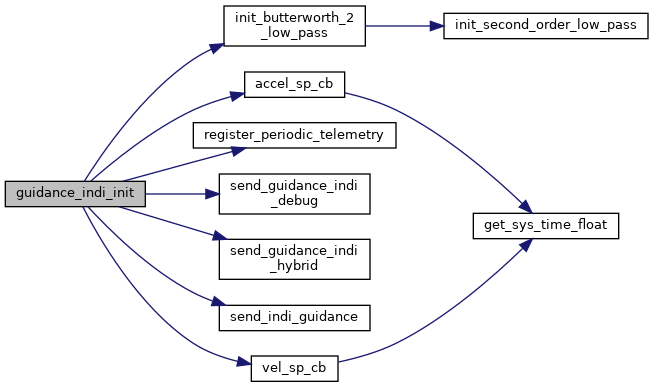 init_butterworth_2
_low_pass
init_second_order_low_pass
accel_sp_cb
register_periodic_telemetry
guidance_indi_init
send_guidance_indi
_debug
get_sys_time_float
send_guidance_indi
_hybrid
send_indi_guidance
vel_sp_cb